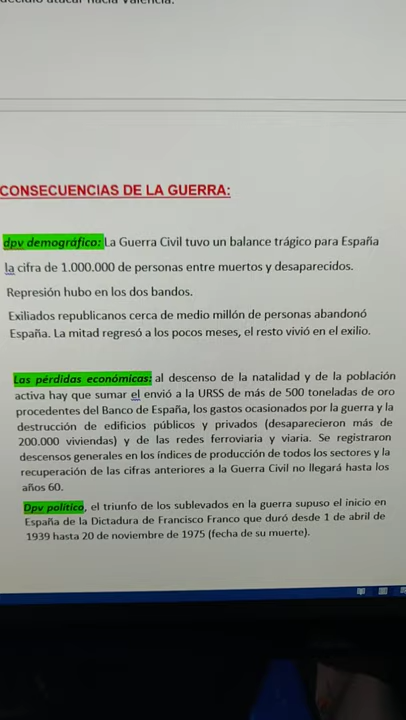 decidió atacar hacia Valencia.
CONSECUENCIAS DE LA GUERRA:
dpv demográfico: La Guerra Civil tuvo un balance trágico para España
la cifra de 1.000.000 de personas entre muertos y desaparecidos.
Represión hubo en los dos bandos.
Exiliados republicanos cerca de medio millón de personas abandonó
España. La mitad regresó a los pocos meses, el resto vivió en el exilio.
Las pérdidas económicas: al descenso de la natalidad y de la población
activa hay que sumar el envió a la URSS de más de 500 toneladas de oro
procedentes del Banco de España, los gastos ocasionados por la guerra y la
destrucción de edificios públicos y privados (desaparecieron más de
200.000 viviendas) y de las redes ferroviaria y viaria. Se registraron
descensos generales en los índices de producción de todos los sectores y la
recuperación de las cifras anteriores a la Guerra Civil no llegará hasta los
años 60.
Dpv político, el triunfo de los sublevados en la guerra supuso el inicio en
España de la Dictadura de Francisco Franco que duró desde 1 de abril de
1939 hasta 20 de noviembre de 1975 (fecha de su muerte).